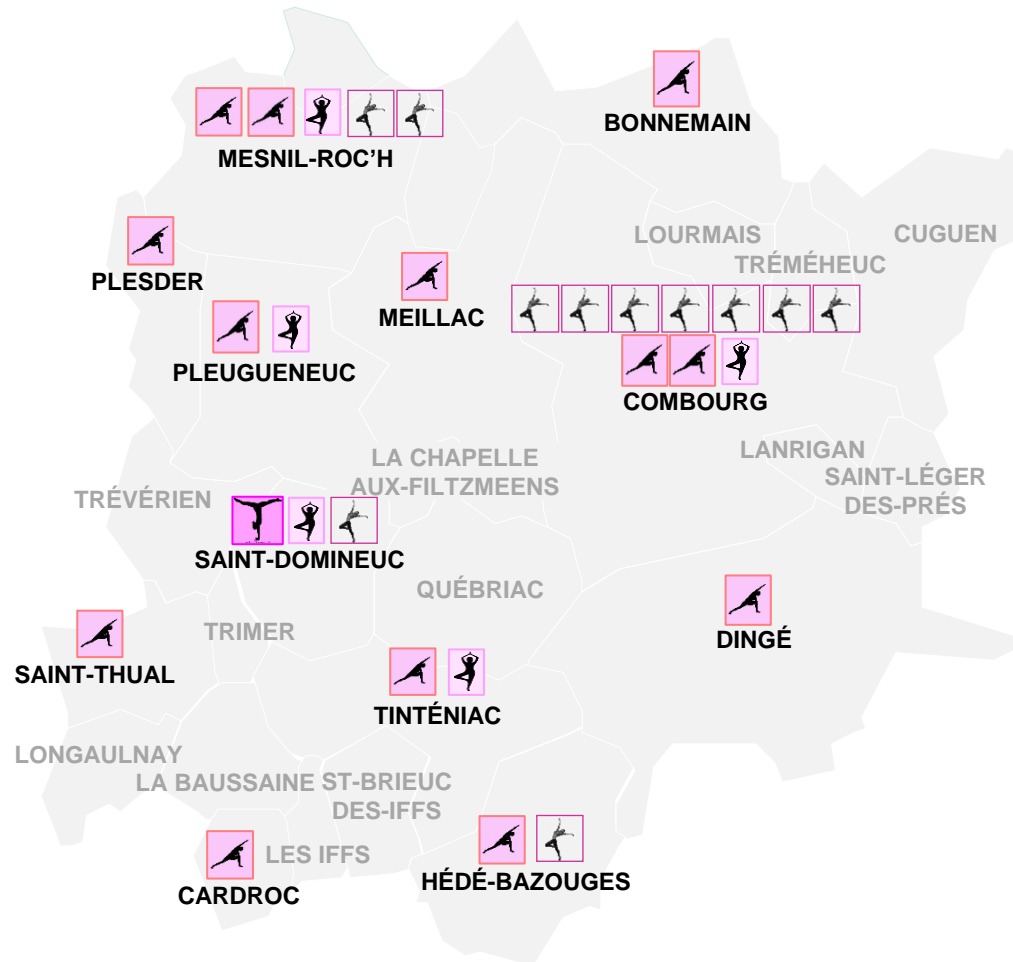 BONNEMAIN
MESNIL-ROC'H
LOURMAIS
CUGUEN
TRÉMÉHEUC
PLESDER
MEILLAC
PLEUGUENEUC
COMBOURG
LANRIGAN
LA CHAPELLE
AUX-FILTZMEENS
SAINT-LÉGER
DES-PRÉS
TRÉVÉRIEN
SAINT-DOMINEUC
QUÉBRIAC
TRIMER
DINGÉ
SAINT-THUAL
TINTÉNIAC
LONGAULNAY
LA BAUSSAINE
ST-BRIEUC
DES-IFFS
LES IFFS
HÉDÉ-BAZOUGES
CARDROC